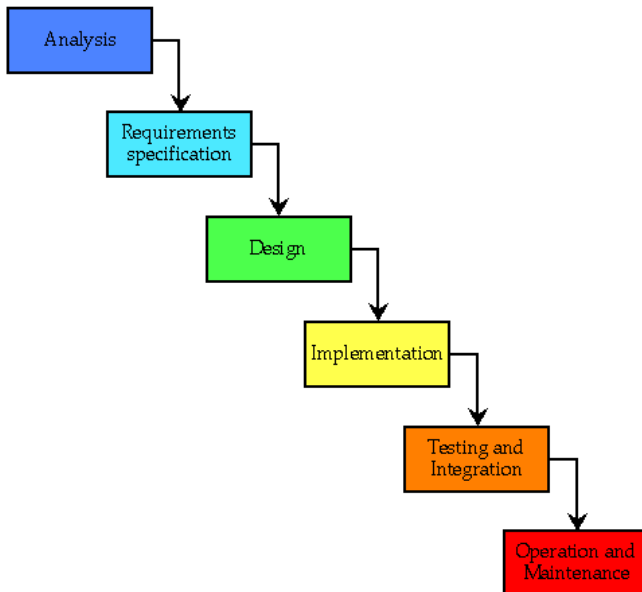 Analysis
Requirements
specification
Design
Implementation
Testing and
Integration
Operation and
Maintenance